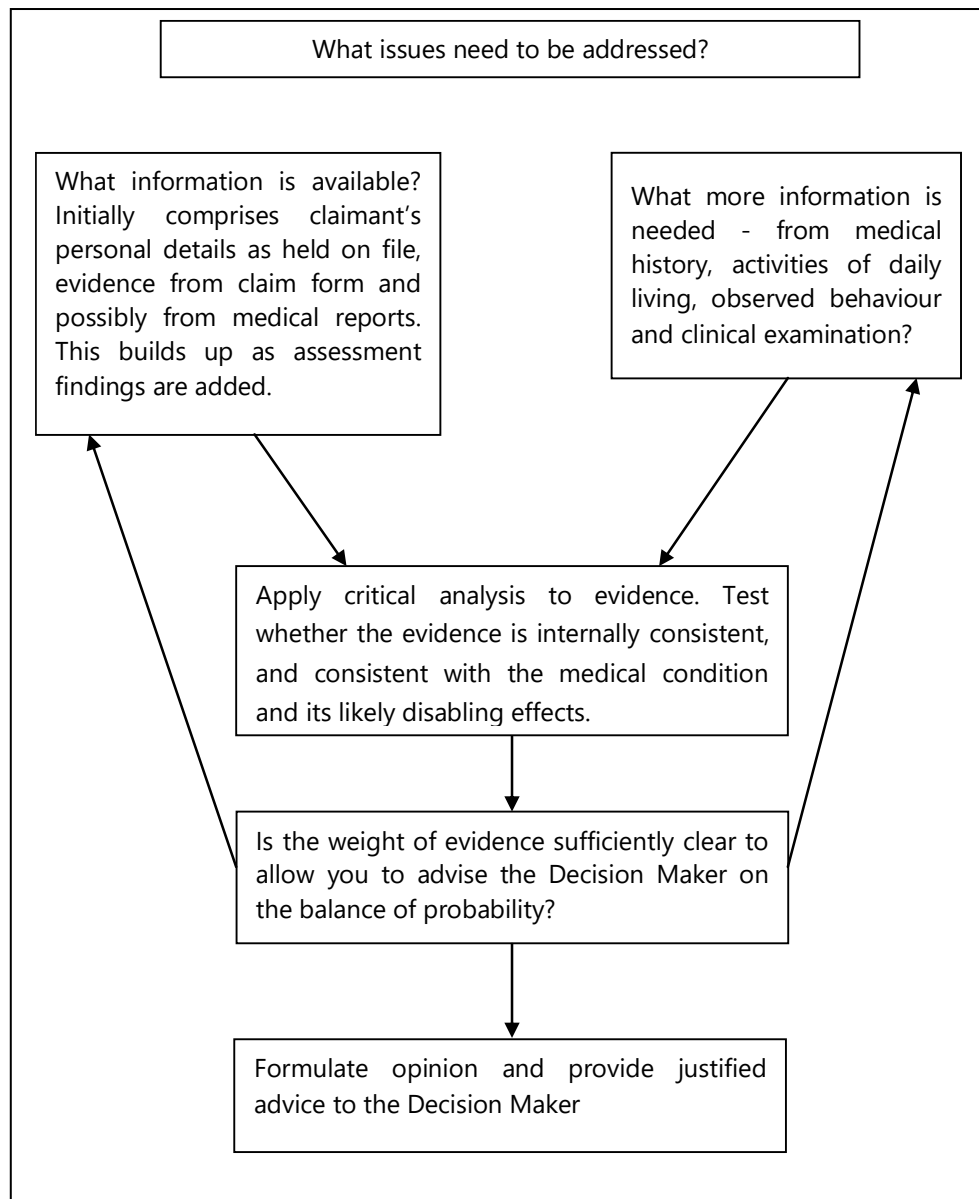 What issues need to be addressed?
What information is available?
Initially comprises claimant's
personal details as held on file,
evidence from claim form and
possibly from medical reports.
This builds up as assessment
findings are added.
What more information is
needed - from medical
history, activities of daily
living, observed behaviour
and clinical examination?
Apply critical analysis to evidence. Test
whether the evidence is internally consistent,
and consistent with the medical condition
and its likely disabling effects.
Is the weight of evidence sufficiently clear to
allow you to advise the Decision Maker on
the balance of probability?
Formulate opinion and provide justified
advice to the Decision Maker